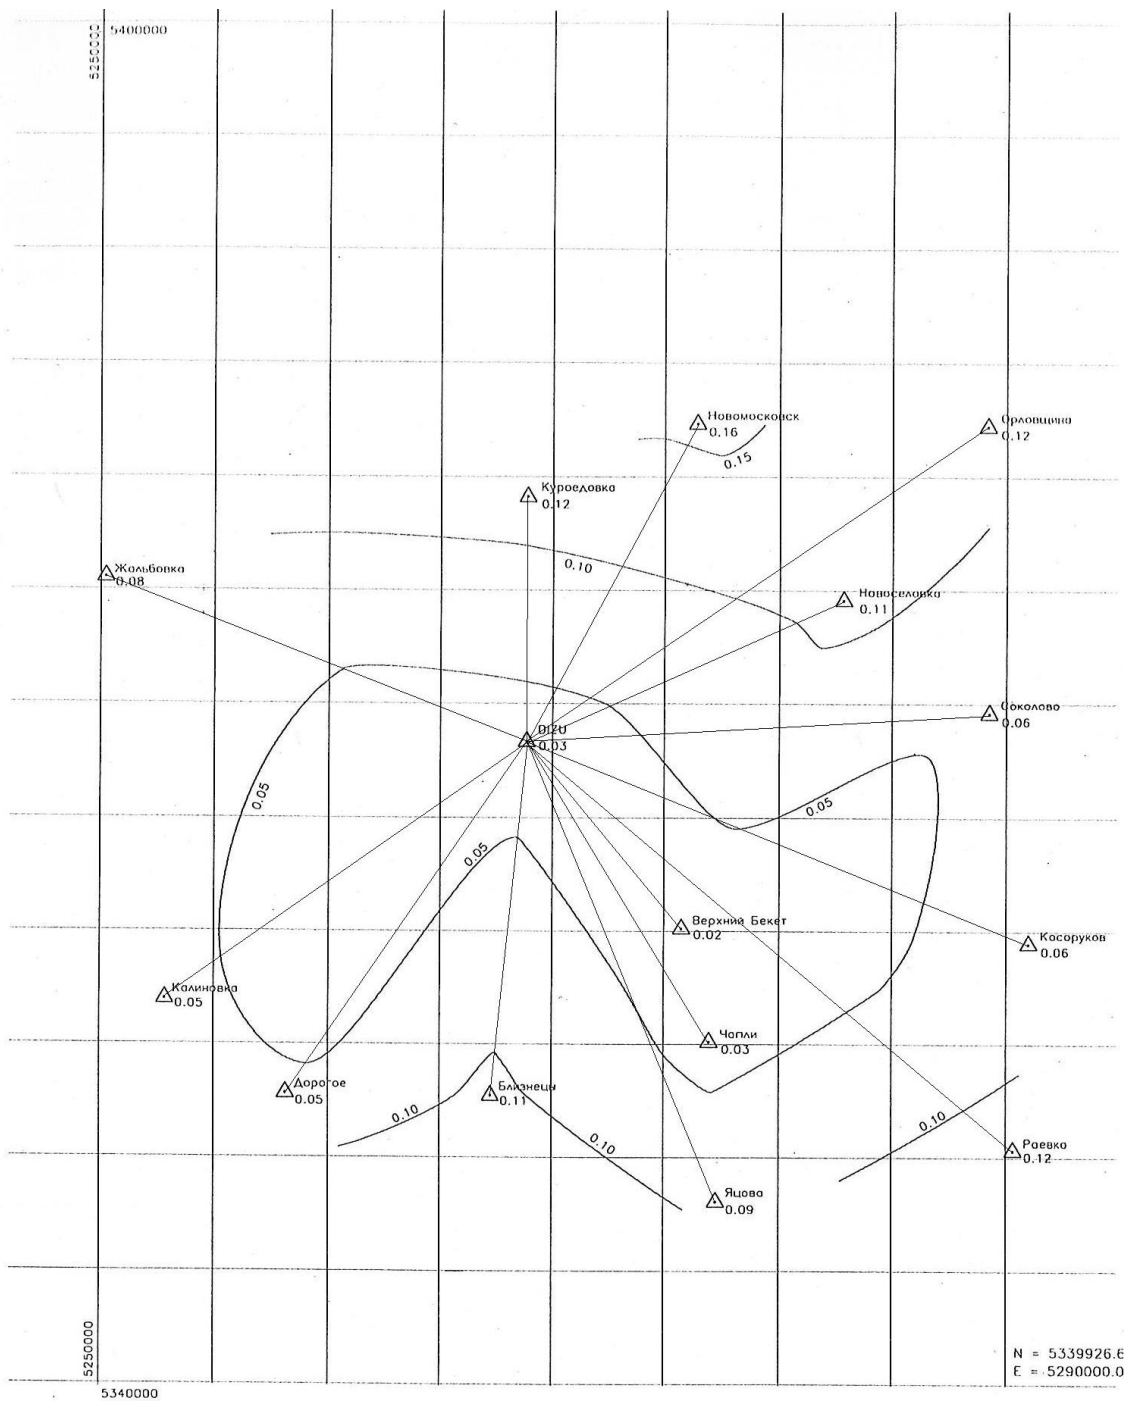 5400000
5250000
Новомосковск
0.16
0.15
Орловщина
0.12
Куроедовка
0.12
0.10
Жальбовка
0.08
Новоселовка
0.11
Соколово
0.06
DIZU
0.03
0.05
0.05
0.05
Верхний Бекет
0.02
Косоруков
0.06
Калиновка
0.05
Чапли
0.03
Дорогое
0.05
Близнецы
0.11
0.10
0.10
0.10
Раевка
0.12
Яцова
0.09
5250000
5340000
N = 5339926.6
E = 5290000.0